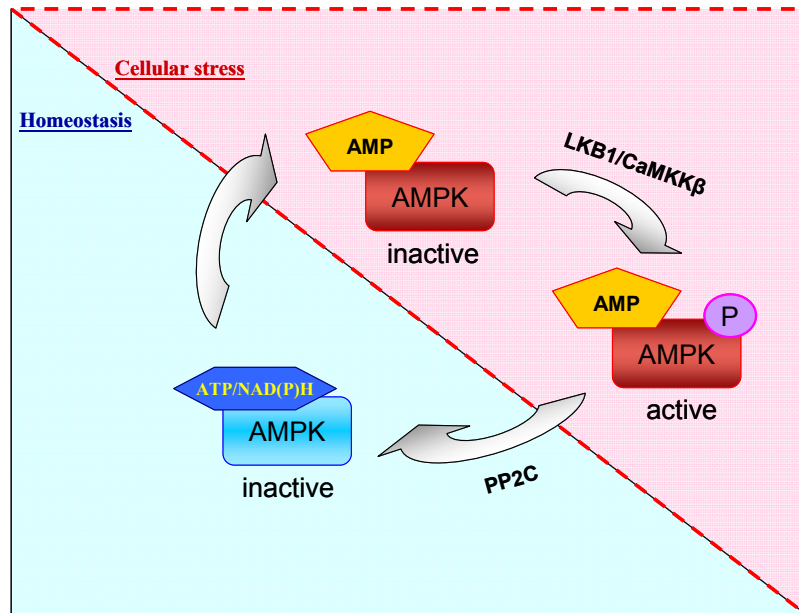 Cellular stress
Homeostasis
AMP
AMPK
inactive
LKB1/CaMKKβ
AMP
P
AMPK
active
ATP/NAD(P)H
AMPK
inactive
PP2C